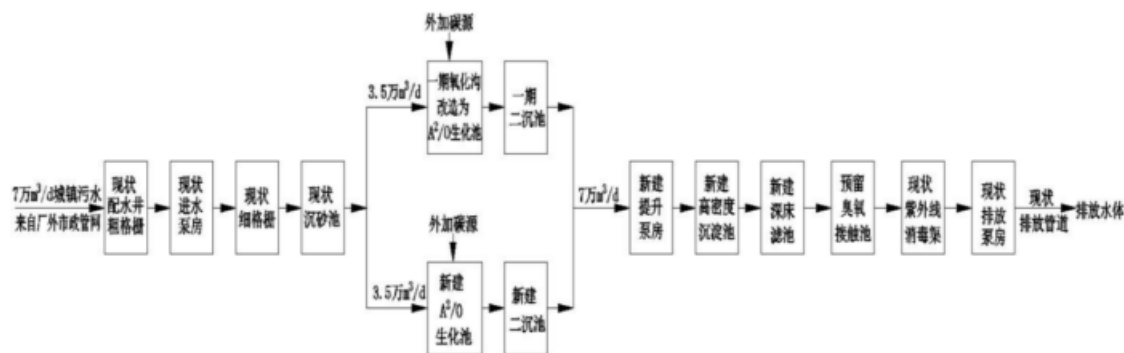 外加碳源
3.5万m³/d
一期氧化沟
改造为
A²/O生化池
一期
二沉池
7万m³/d城镇污水
来自厂外市政管网
现状
配水井
粗格栅
现状
进水
泵房
现状
细格栅
现状
沉砂池
外加碳源
3.5万m³/d
新建
A²/O
生化池
新建
二沉池
7万m³/d
新建
提升
泵房
新建
高密度
沉淀池
新建
深床
滤池
预留
臭氧
接触池
现状
紫外线
消毒渠
现状
排放
泵房
现状
排放管道
排放水体